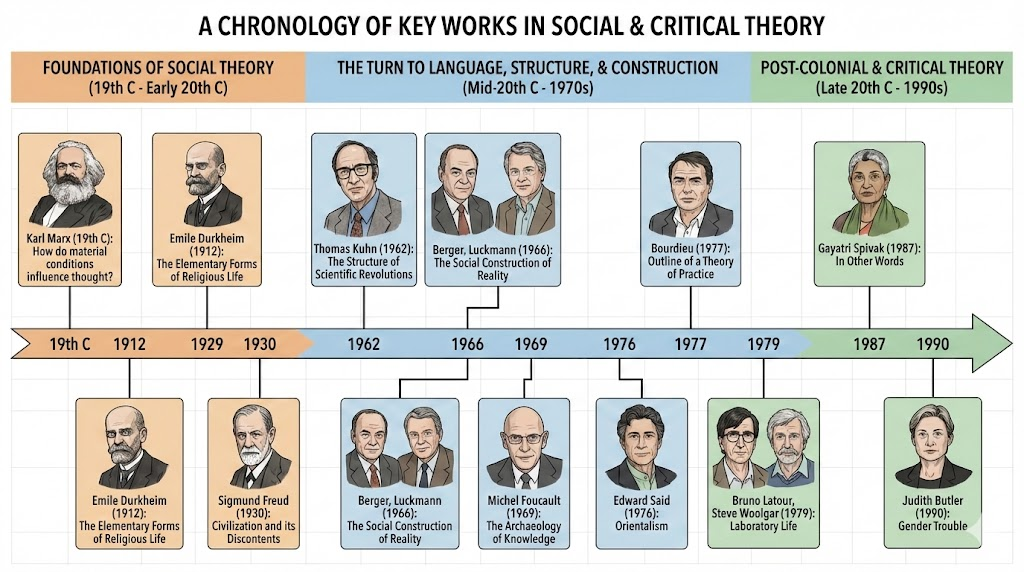 A CHRONOLOGY OF KEY WORKS IN SOCIAL & CRITICAL THEORY
FOUNDATIONS OF SOCIAL THEORY
(19th C - Early 20th C)
THE TURN TO LANGUAGE, STRUCTURE, & CONSTRUCTION
(Mid-20th C - 1970s)
POST-COLONIAL & CRITICAL THEORY
(Late 20th C - 1990s)
Karl Marx (19th C):
How do material
conditions
influence thought?
Emile Durkheim
(1912):
The Elementary Forms
of Religious Life
Thomas Kuhn (1962):
The Structure of
Scientific Revolutions
Berger, Luckmann (1966):
The Social Construction of
Reality
Bourdieu (1977):
Outline of a Theory
of Practice
Gayatri Spivak (1987):
In Other Words
19th C 1912 1929 1930 1962 1966 1969 1976 1977 1979 1987 1990
Emile Durkheim
(1912):
The Elementary Forms
of Religious Life
Sigmund Freud
(1930):
Civilization and its
Discontents
Berger, Luckmann
(1966):
The Social Construction
of Reality
Michel Foucault
(1969):
The Archaeology
of Knowledge
Edward Said
(1976):
Orientalism
Bruno Latour,
Steve Woolgar (1979):
Laboratory Life
Judith Butler
(1990):
Gender Trouble